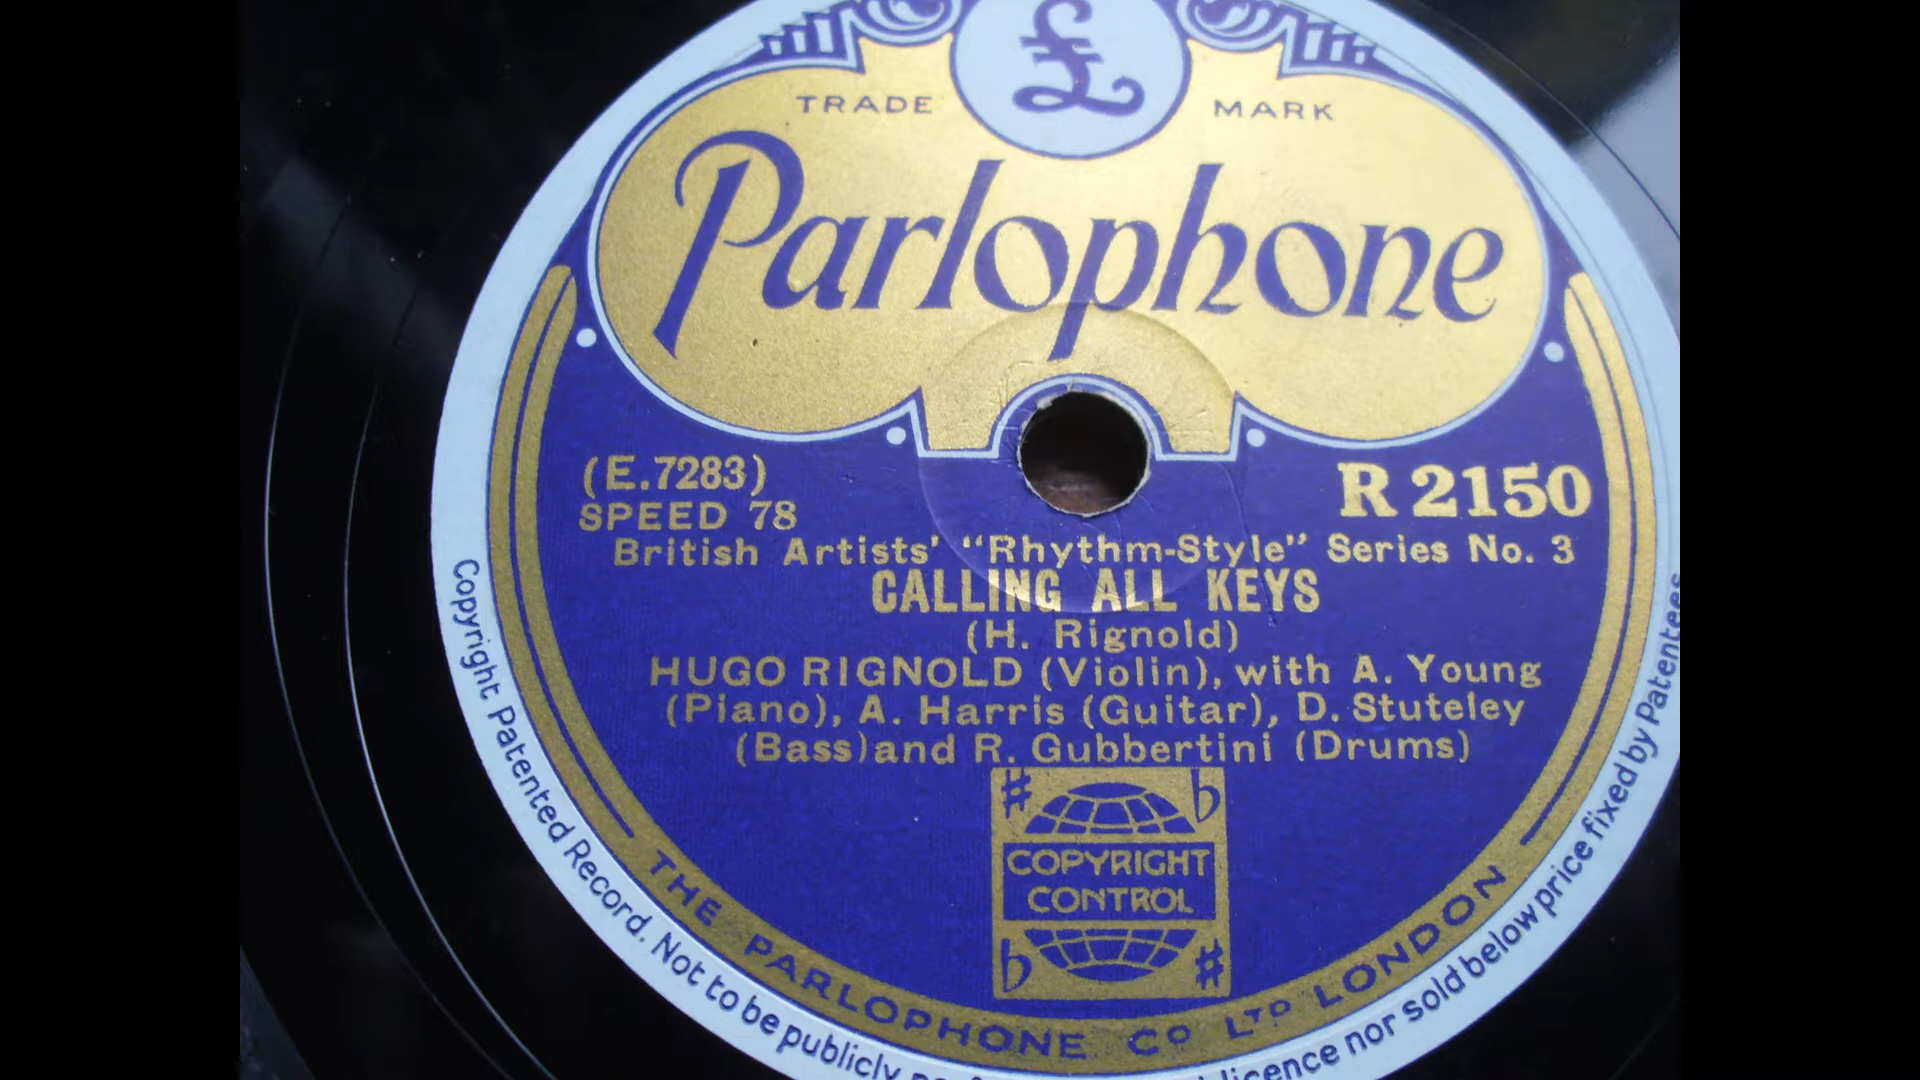 £
TRADE MARK
Parlophone
(E.7283)
R 2150
SPEED 78
British Artists' "Rhythm-Style" Series No. 3
CALLING ALL KEYS
(H. Rignold)
HUGO RIGNOLD (Violin), with A. Young
(Piano), A. Harris (Guitar), D. Stuteley
(Bass) and R. Gubbertini (Drums)
♯ ♭
COPYRIGHT
CONTROL
♭ ♯
THE PARLOPHONE CO LTD LONDON
Copyright Patented Record. Not to be publicly
licence nor sold below price fixed by Patentees